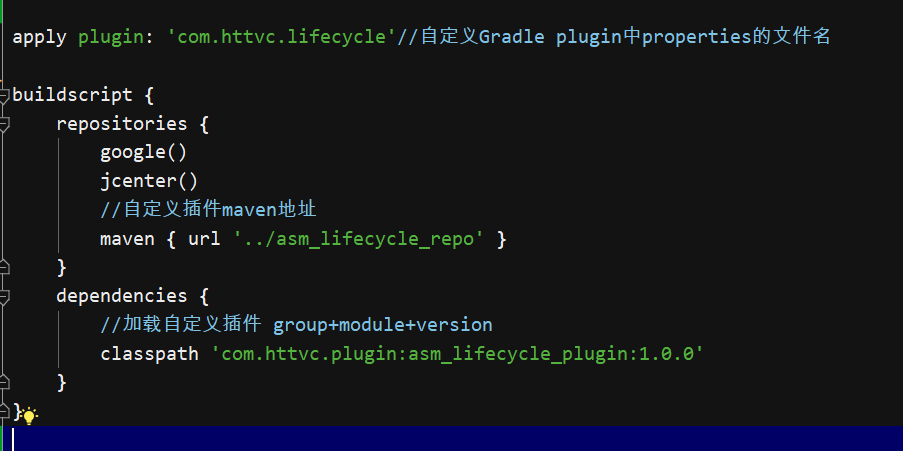 apply plugin: 'com.httvc.lifecycle'//自定义Gradle plugin中properties的文件名
buildscript {
repositories {
google()
jcenter()
//自定义插件maven地址
maven { url '../asm_lifecycle_repo' }
}
dependencies {
//加载自定义插件 group+module+version
classpath 'com.httvc.plugin:asm_lifecycle_plugin:1.0.0'
}
}